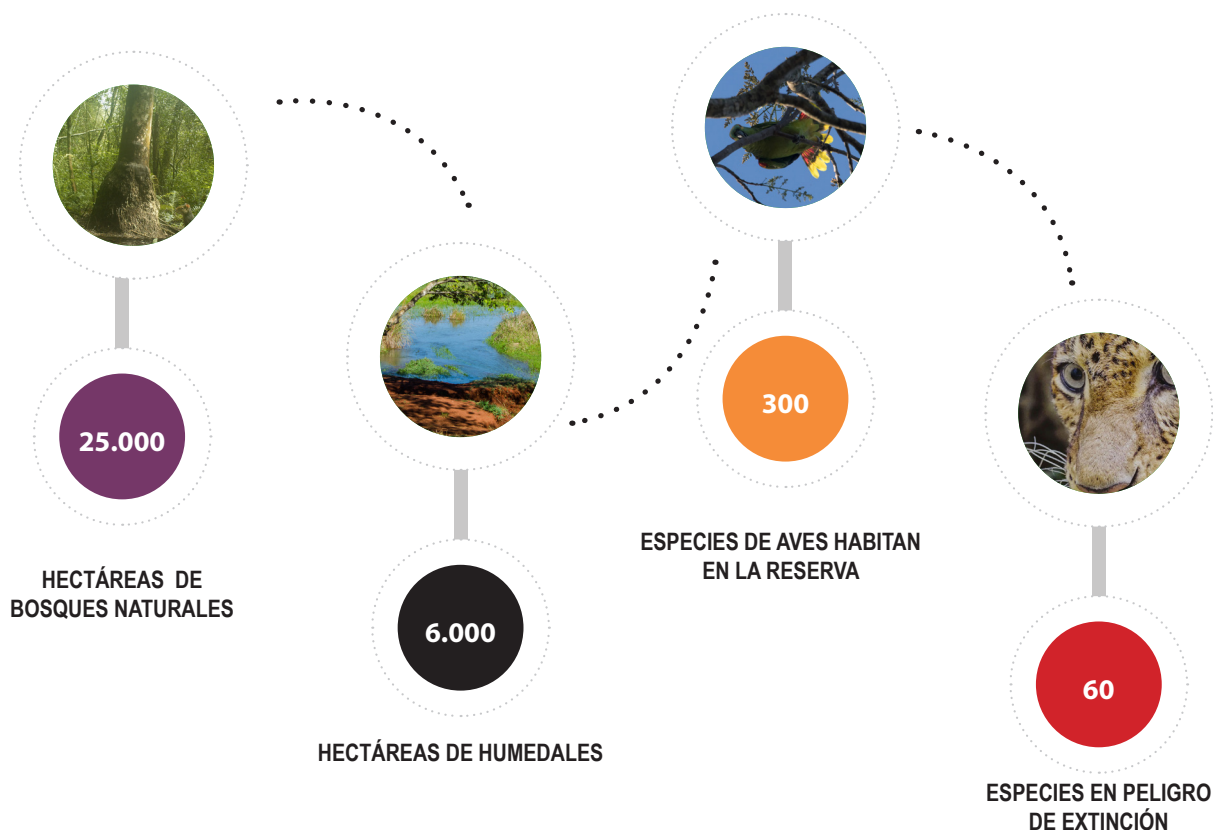 25.000
HECTÁREAS DE
BOSQUES NATURALES
6.000
HECTÁREAS DE HUMEDALES
300
ESPECIES DE AVES HABITAN
EN LA RESERVA
60
ESPECIES EN PELIGRO
DE EXTINCIÓN